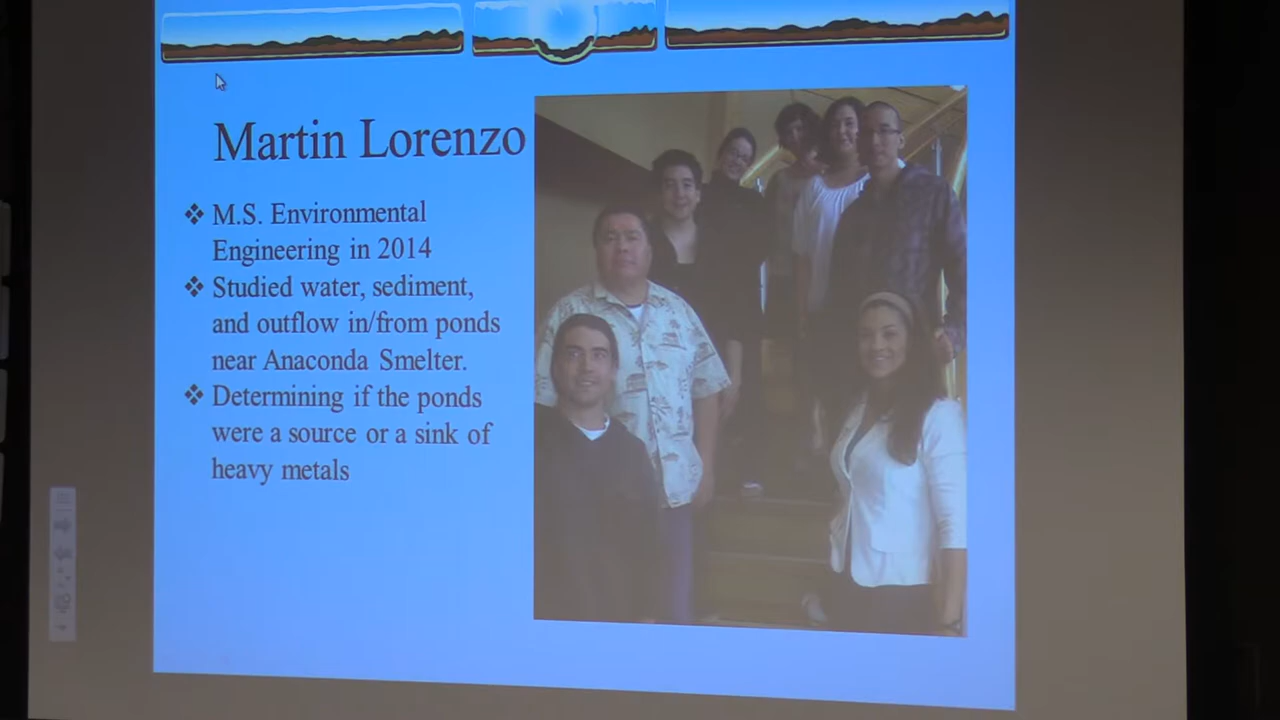 Martin Lorenzo
❖ M.S. Environmental
Engineering in 2014
❖ Studied water, sediment,
and outflow in/from ponds
near Anaconda Smelter.
❖ Determining if the ponds
were a source or a sink of
heavy metals